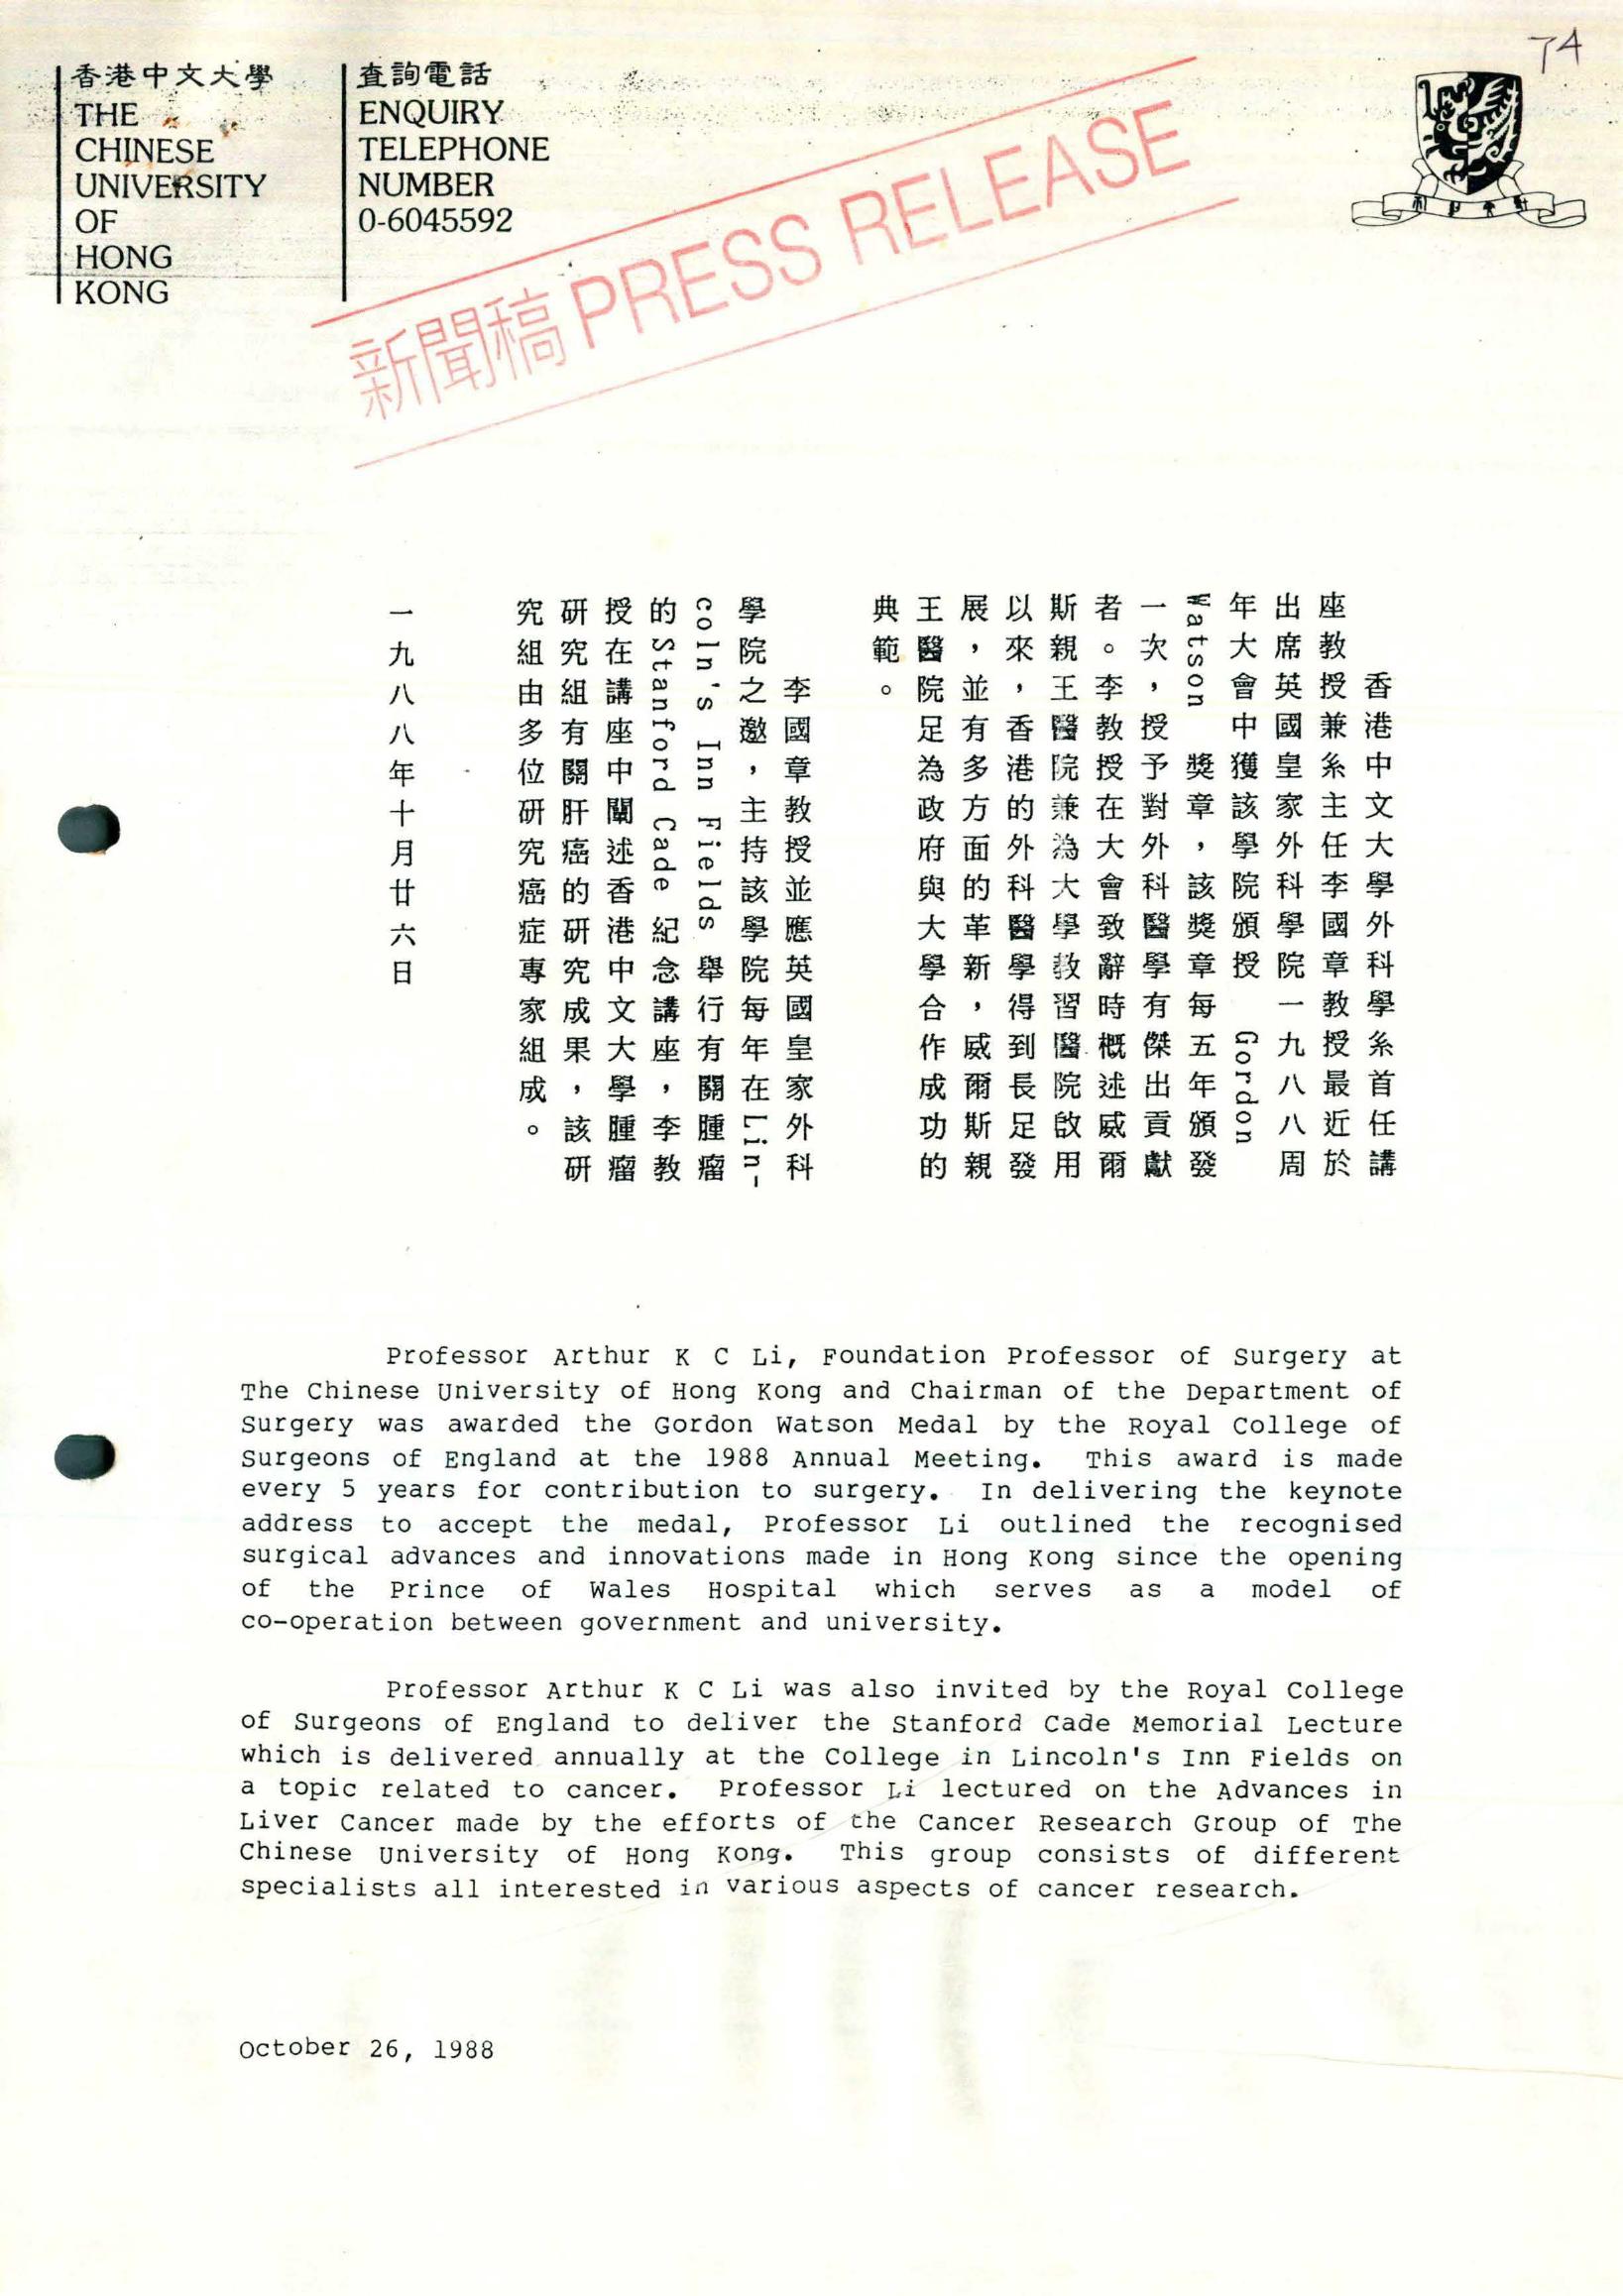 74
香港中文大學
THE
CHINESE
UNIVERSITY
OF
HONG
KONG
查詢電話
ENQUIRY
TELEPHONE
NUMBER
0-6045592
新聞稿 PRESS RELEASE
香港中文大學外科學系首任講
座教授兼系主任李國章教授最近於
出席英國皇家外科學院一九八八周
年大會中獲該學院頒授 Gordon
Watson 獎章，該獎章每五年頒發
一次，授予對外科醫學有傑出貢獻
者。李教授在大會致辭時概述威爾
斯親王醫院兼為大學教習醫院啟用
以來，香港的外科醫學得到長足發
展，並有多方面的革新，威爾斯親
王醫院足為政府與大學合作成功的
典範。
李國章教授並應英國皇家外科
學院之邀，主持該學院每年在 Lin-
coln's Inn Fields 舉行有關腫瘤
的 Stanford Cade 紀念講座，李教
授在講座中闡述香港中文大學腫瘤
研究組有關肝癌的研究成果，該研
究組由多位研究癌症專家組成。
一九八八年十月廿六日
Professor Arthur K C Li, Foundation Professor of Surgery at
The Chinese University of Hong Kong and Chairman of the Department of
Surgery was awarded the Gordon Watson Medal by the Royal College of
Surgeons of England at the 1988 Annual Meeting. This award is made
every 5 years for contribution to surgery. In delivering the keynote
address to accept the medal, Professor Li outlined the recognised
surgical advances and innovations made in Hong Kong since the opening
of the Prince of Wales Hospital which serves as a model of
co-operation between government and university.
Professor Arthur K C Li was also invited by the Royal College
of Surgeons of England to deliver the Stanford Cade Memorial Lecture
which is delivered annually at the College in Lincoln's Inn Fields on
a topic related to cancer. Professor Li lectured on the Advances in
Liver Cancer made by the efforts of the Cancer Research Group of The
Chinese University of Hong Kong. This group consists of different
specialists all interested in various aspects of cancer research.
October 26, 1988